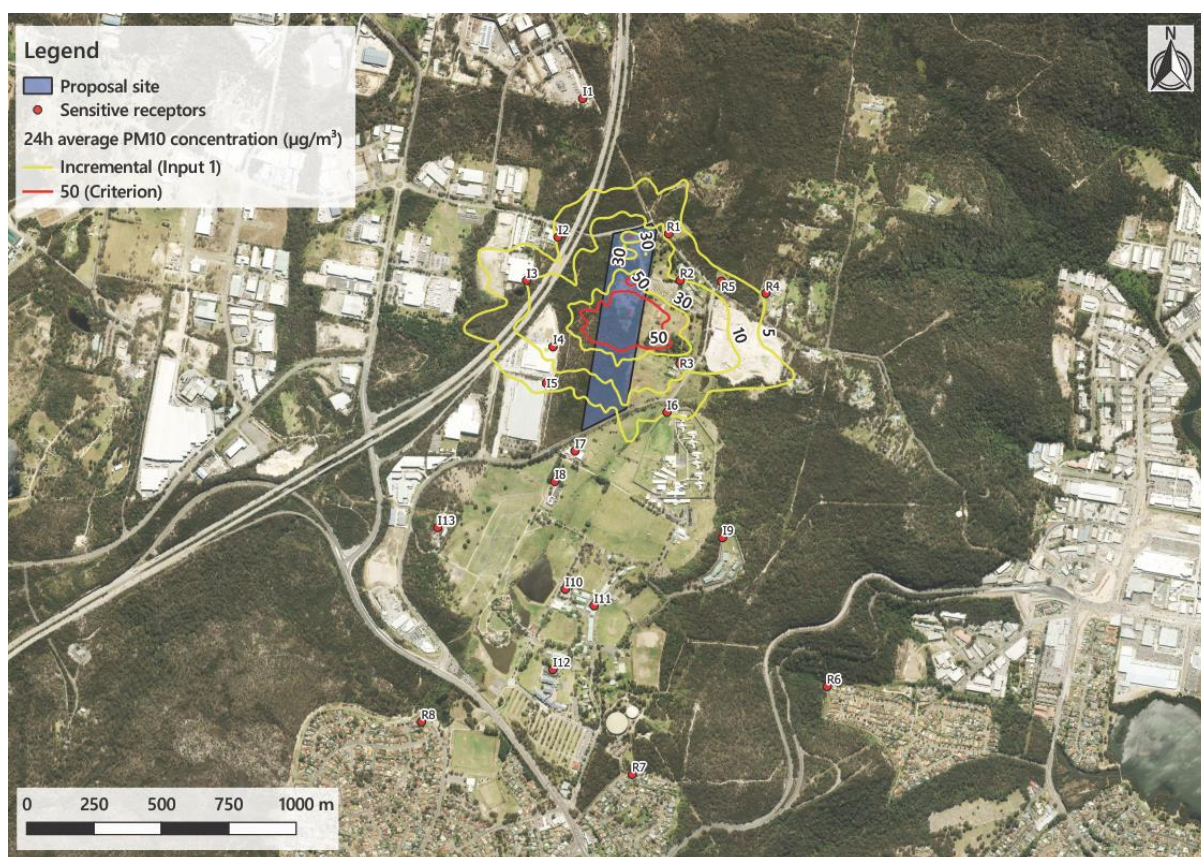 Legend
Proposal site
Sensitive receptors
24h average PM10 concentration (µg/m³)
Incremental (Input 1)
50 (Criterion)
N
I1
I2
R1
30
30
I3
50
R2
R5
R4
30
I4
50
10
5
R3
I5
I6
I7
I8
I13
I9
I10
I11
I12
R6
R8
R7
0 250 500 750 1000 m